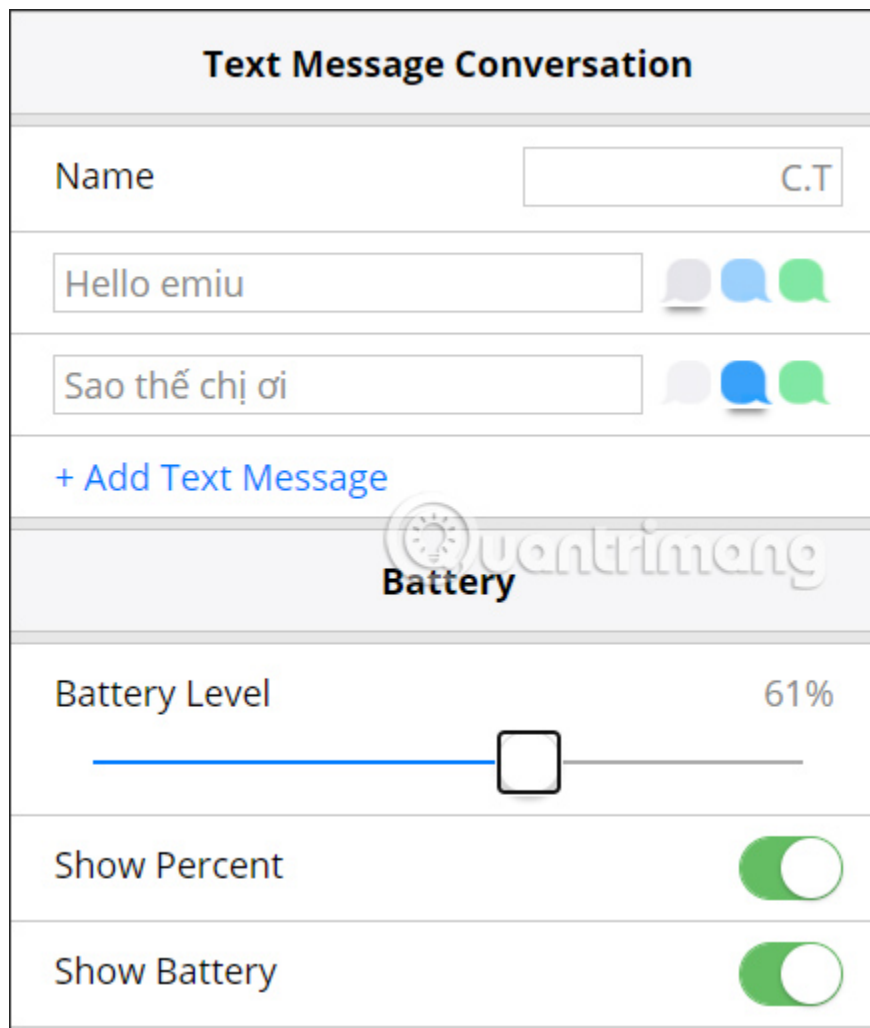 Text Message Conversation
Name
C.T
Hello emiu
Sao thế chị ơi
+ Add Text Message
Quantrimang
Battery
Battery Level
61%
Show Percent
Show Battery